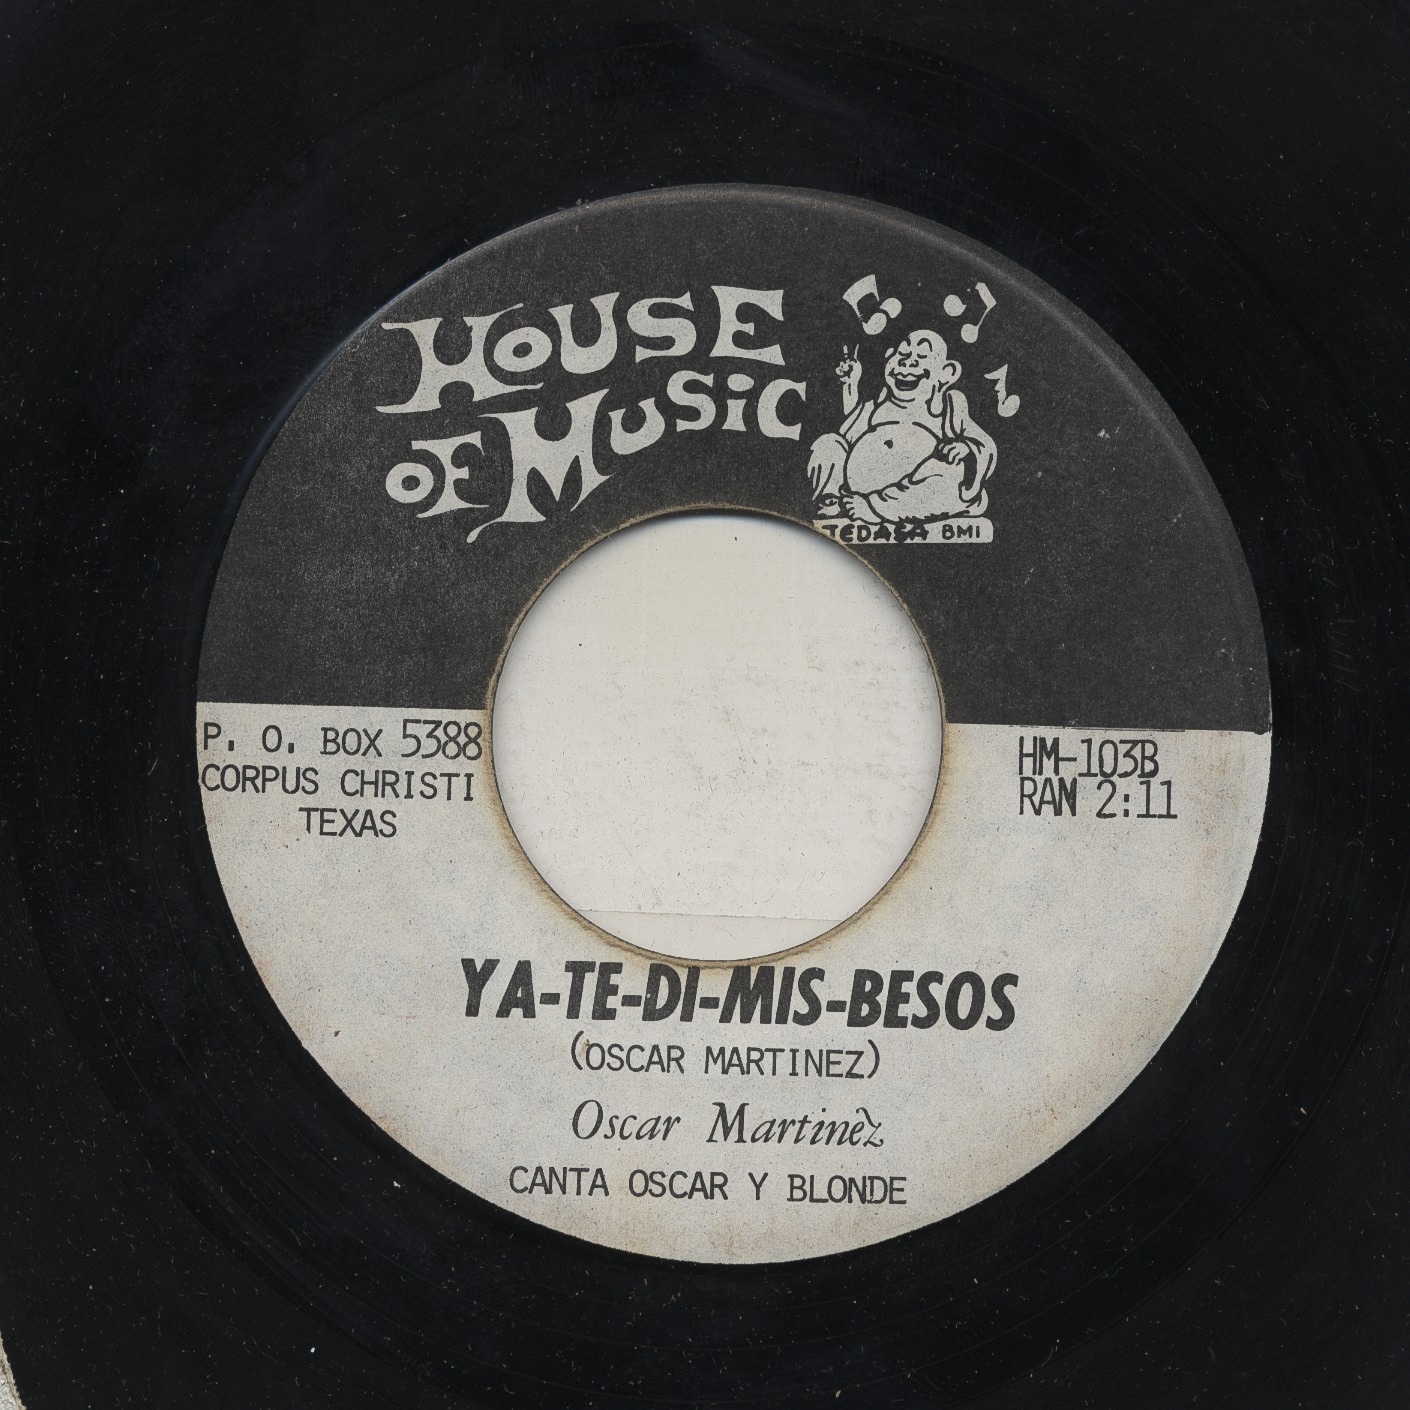 HOUSE
OF MUSIC
TEDASA BMI
P. O. BOX 5388
CORPUS CHRISTI
TEXAS
HM-103B
RAN 2:11
YA-TE-DI-MIS-BESOS
(OSCAR MARTINEZ)
Oscar Martinez
CANTA OSCAR Y BLONDE